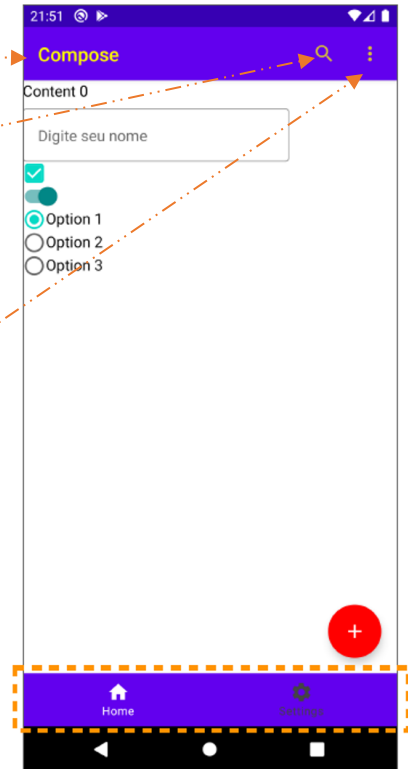 21:51
Compose
Content 0
Digite seu nome
Option 1
Option 2
Option 3
Home
Settings